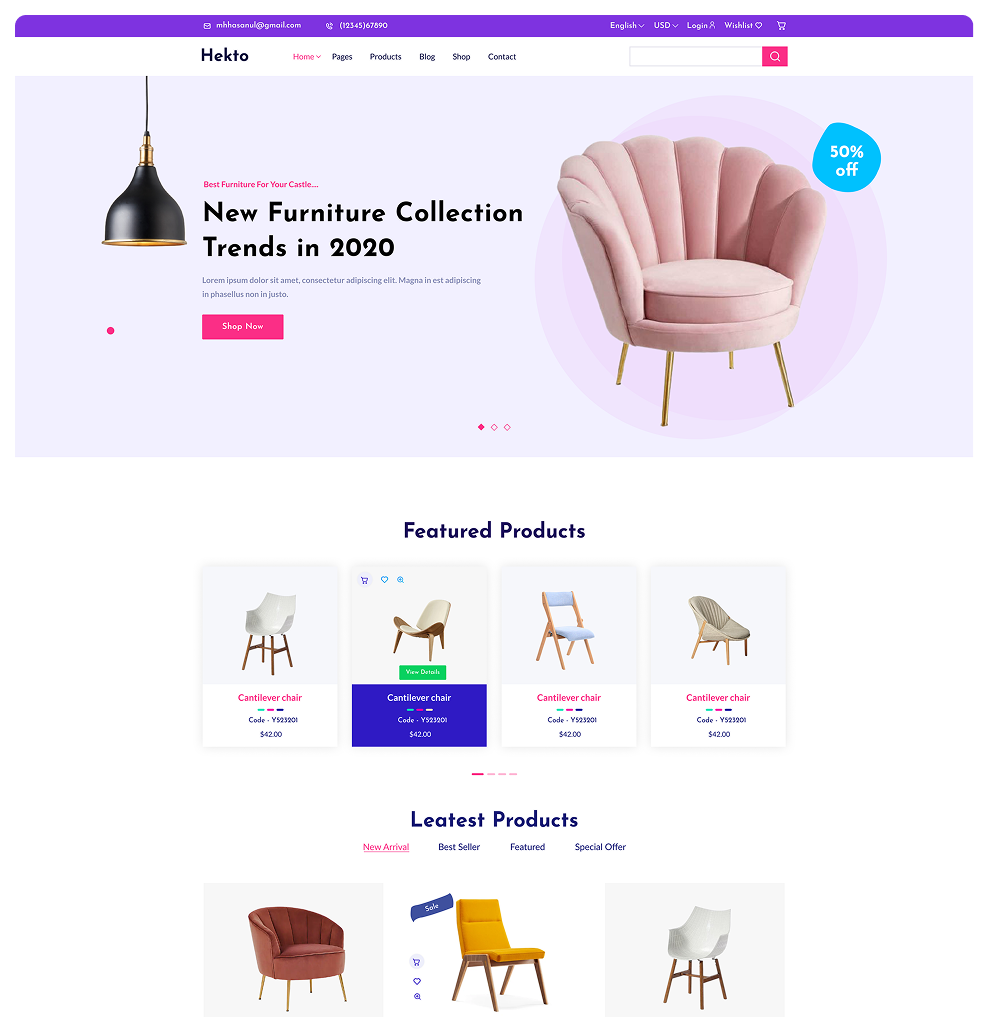 mhhasanul@gmail.com (12345)67890 English USD Login Wishlist
Hekto Home Pages Products Blog Shop Contact
50%
off
Best Furniture For Your Castle....
New Furniture Collection
Trends in 2020
Lorem ipsum dolor sit amet, consectetur adipiscing elit. Magna in est adipiscing
in phasellus non in justo.
Shop Now
Featured Products
View Details
Cantilever chair Cantilever chair Cantilever chair Cantilever chair
Code - Y523201 Code - Y523201 Code - Y523201 Code - Y523201
$42.00 $42.00 $42.00 $42.00
Leatest Products
New Arrival Best Seller Featured Special Offer
Sale